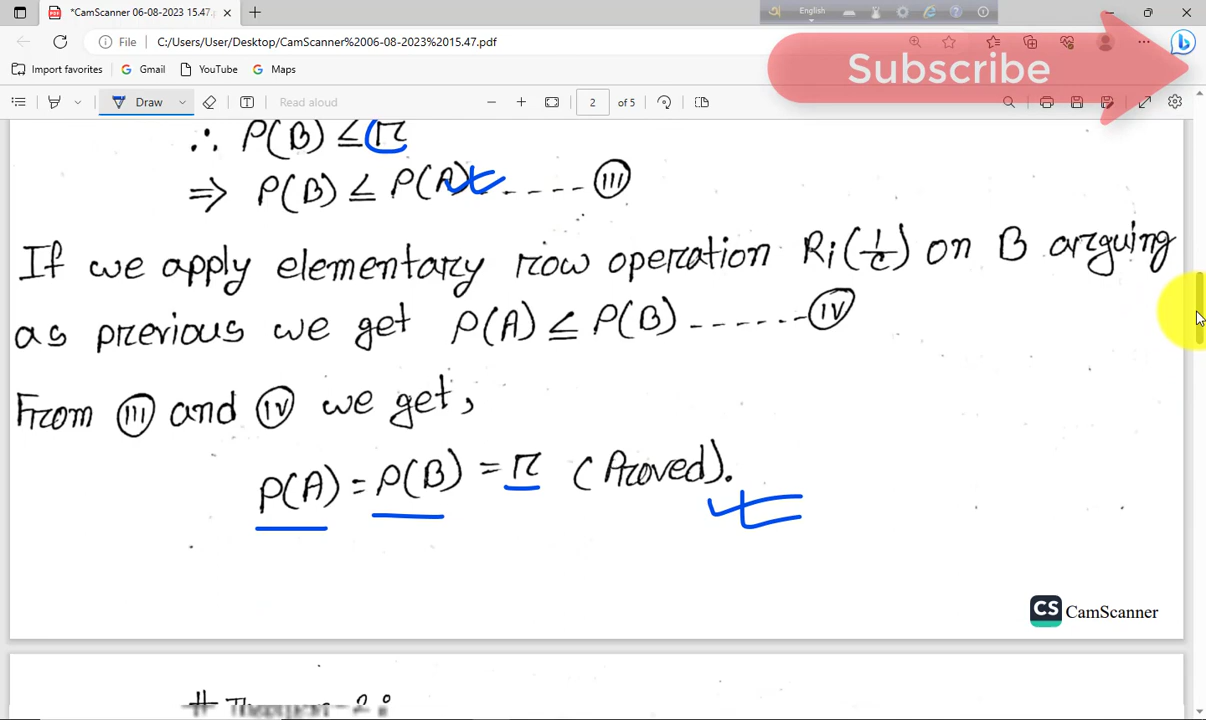 *CamScanner 06-08-2023 15.47.p
English
File C:/Users/User/Desktop/CamScanner%2006-08-2023%2015.47.pdf
Subscribe
Import favorites Gmail YouTube Maps
Draw Read aloud 2 of 5
∴ ρ(B) ≤ r
⇒ ρ(B) ≤ ρ(A) ------ (III)
If we apply elementary row operation Ri(1/c) on B arguing
as previous we get ρ(A) ≤ ρ(B) ------ (IV)
From (III) and (IV) we get,
ρ(A) = ρ(B) = r (Proved).
CS CamScanner